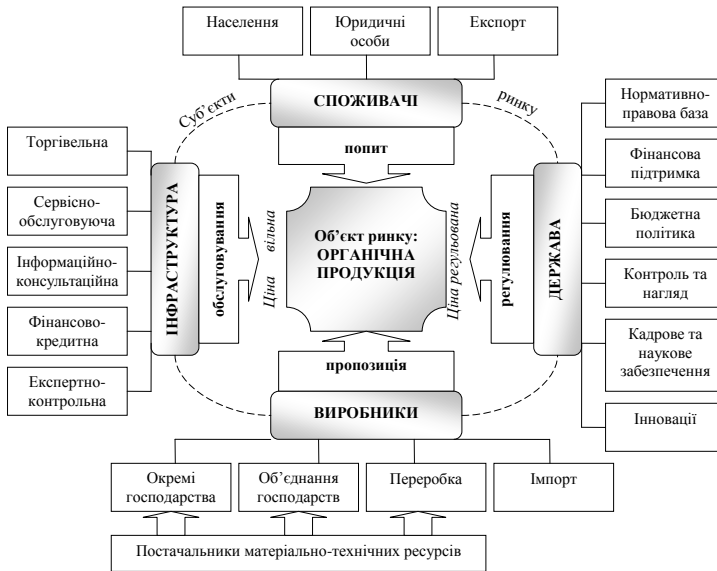 Населення
Юридичні
особи
Експорт
Суб’єкти
ринку
СПОЖИВАЧІ
попит
Торгівельна
Сервісно-
обслуговуюча
Інформаційно-
консультаційна
Фінансово-
кредитна
Експертно-
контрольна
ІНФРАСТРУКТУРА
обслуговування
Ціна вільна
Об’єкт ринку:
ОРГАНІЧНА
ПРОДУКЦІЯ
Ціна регульована
регулювання
ДЕРЖАВА
Нормативно-
правова база
Фінансова
підтримка
Бюджетна
політика
Контроль та
нагляд
Кадрове та
наукове
забезпечення
Інновації
пропозиція
ВИРОБНИКИ
Окремі
господарства
Об’єднання
господарств
Переробка
Імпорт
Постачальники матеріально-технічних ресурсів